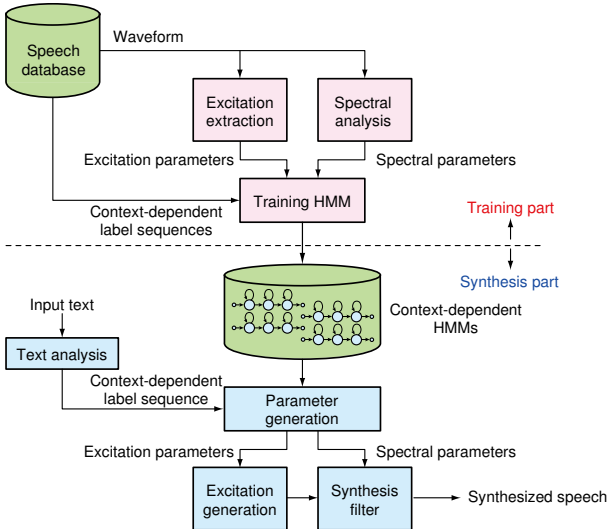 Speech
database
Waveform
Excitation
extraction
Spectral
analysis
Excitation parameters
Spectral parameters
Training HMM
Context-dependent
label sequences
Training part
Synthesis part
Context-dependent
HMMs
Input text
Text analysis
Context-dependent
label sequence
Parameter
generation
Excitation parameters
Spectral parameters
Excitation
generation
Synthesis
filter
Synthesized speech